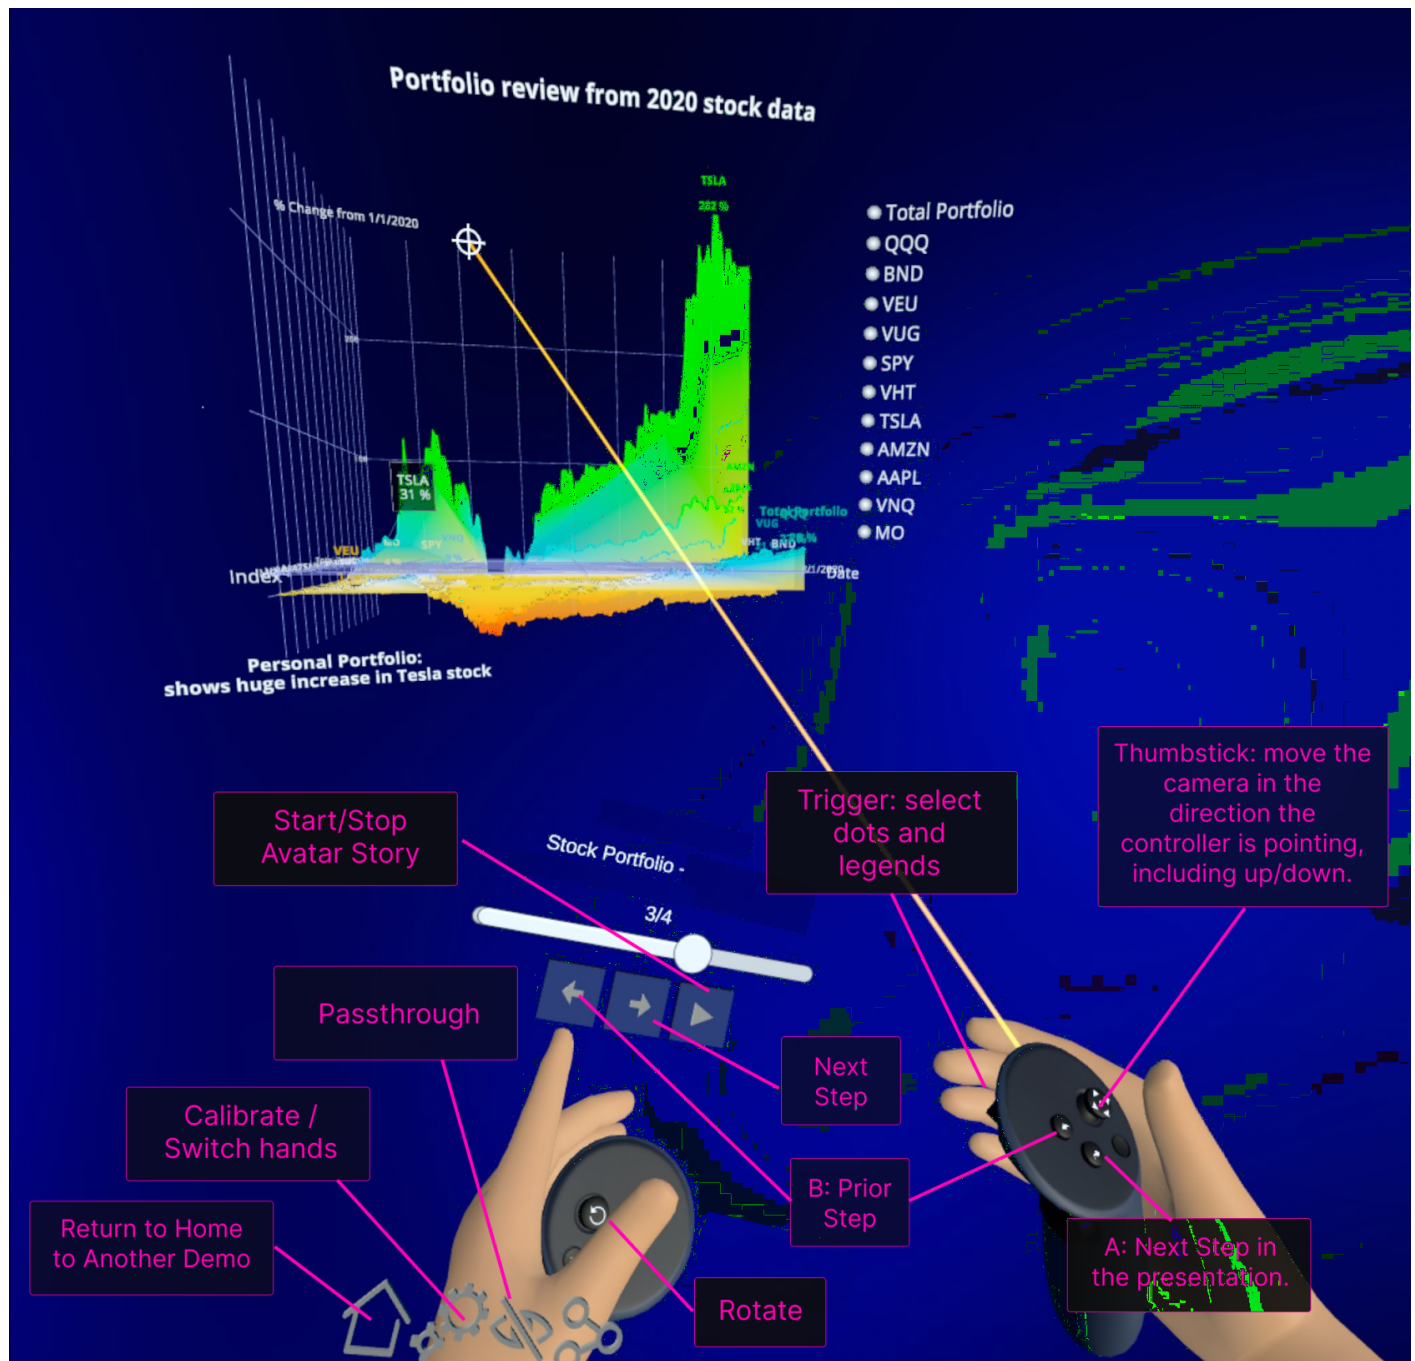 Portfolio review from 2020 stock data
% Change from 1/1/2020
TSLA
282 %
Total Portfolio
QQQ
BND
VEU
VUG
SPY
VHT
TSLA
AMZN
AAPL
VNQ
MO
TSLA
31 %
AMZN
Total Portfolio
QQQ
VUG
VHT
BND
VEU
SPY
VNQ
Index
Date
Personal Portfolio:
shows huge increase in Tesla stock
Thumbstick: move the
camera in the
direction the
controller is pointing,
including up/down.
Trigger: select
dots and
legends
Start/Stop
Avatar Story
Stock Portfolio -
3/4
Passthrough
Next
Step
Calibrate /
Switch hands
B: Prior
Step
Return to Home
to Another Demo
A: Next Step in
the presentation.
Rotate